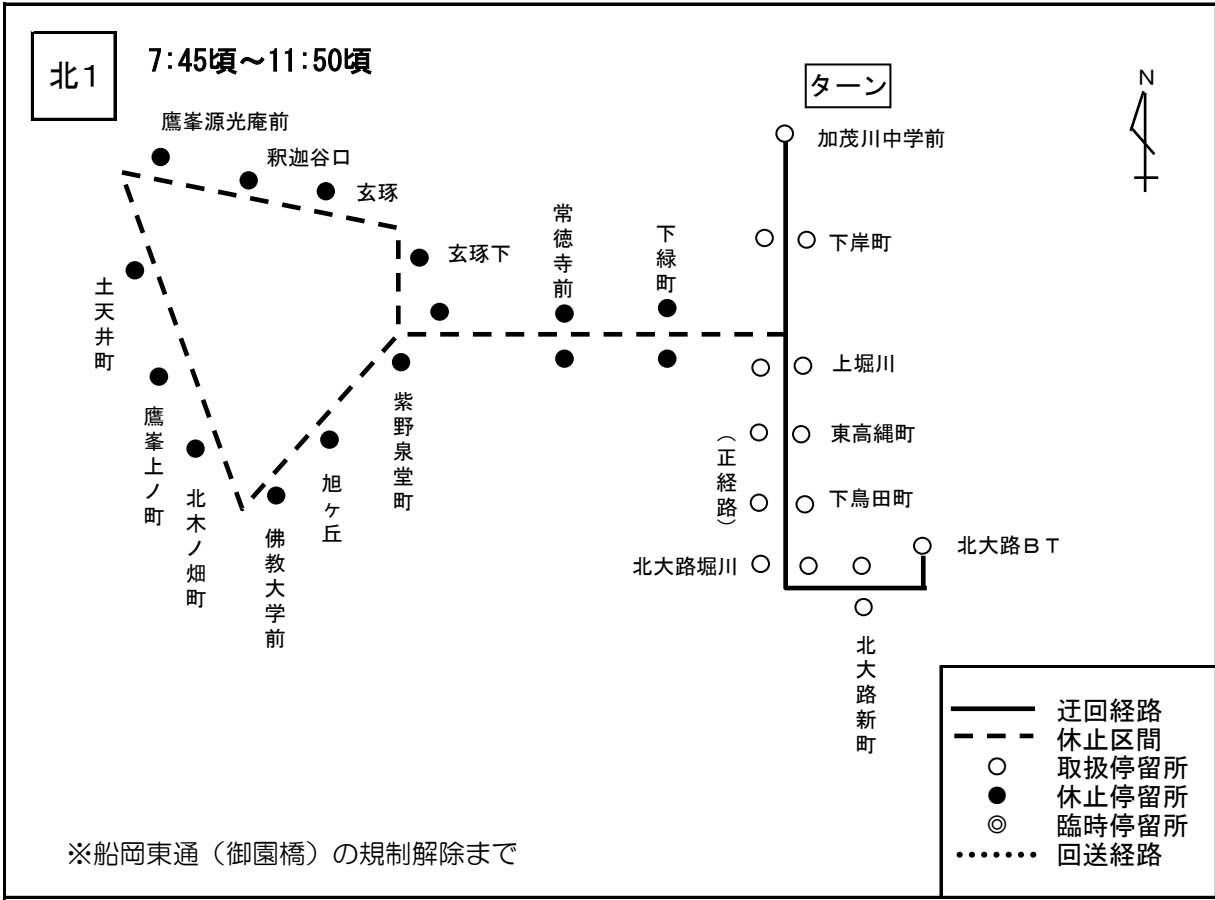 北1
7:45頃~11:50頃
ターン
N
鷹峯源光庵前
加茂川中学前
釈迦谷口
玄琢
常徳寺前
下緑町
下岸町
玄琢下
土天井町
上堀川
鷹峯上ノ町
紫野泉堂町
東高縄町
(正経路)
旭ヶ丘
北木ノ畑町
下鳥田町
佛教大学前
北大路BT
北大路堀川
北大路新町
迂回経路
休止区間
取扱停留所
休止停留所
臨時停留所
回送経路
※船岡東通(御園橋)の規制解除まで